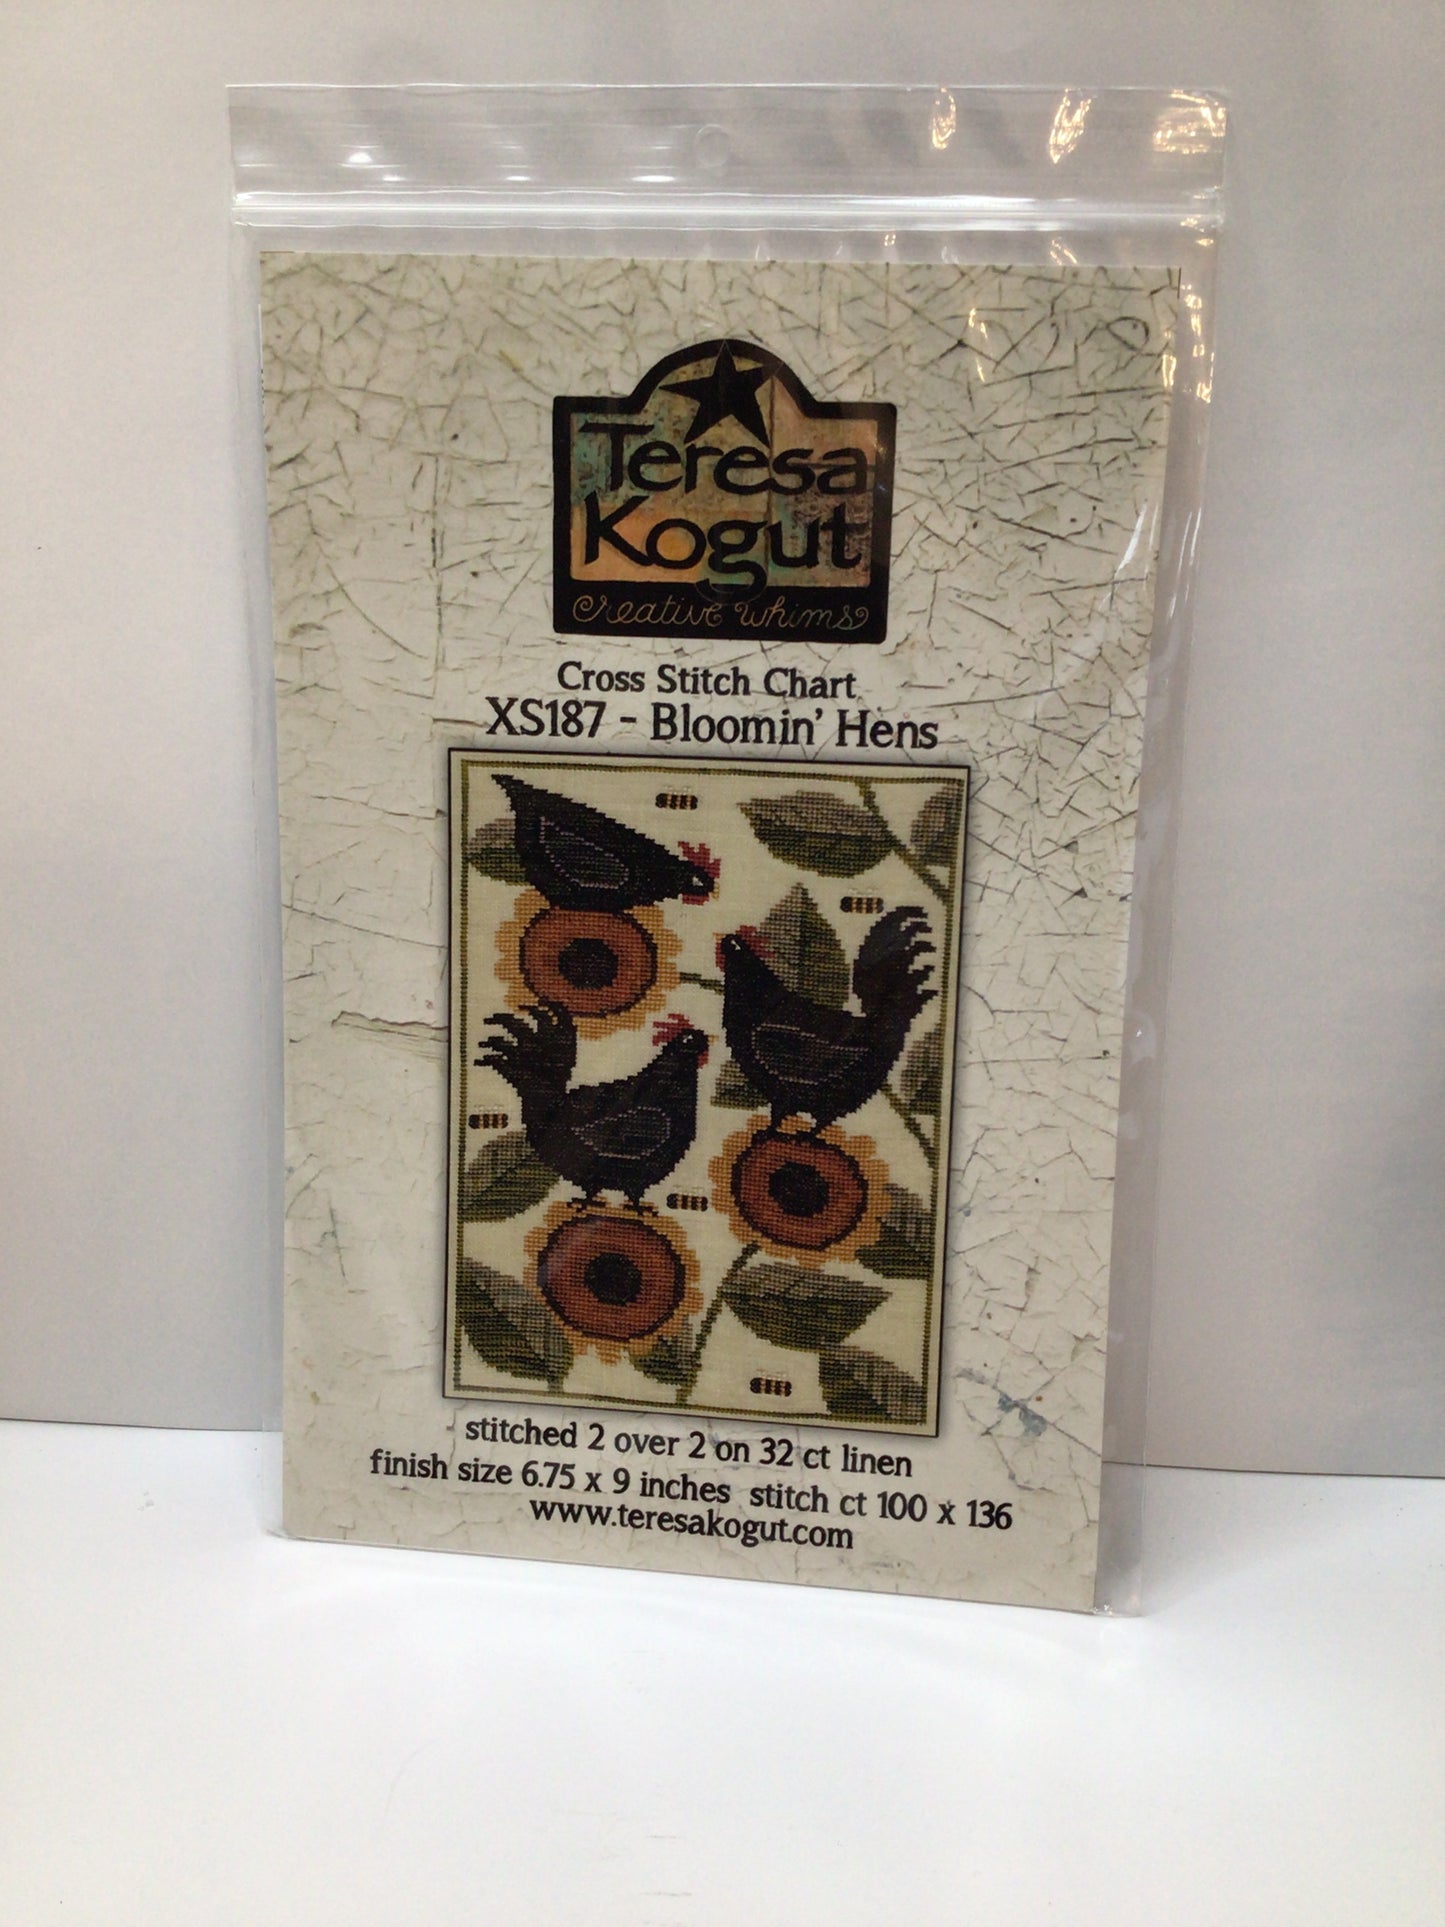 Teresa
Kogut
creative whims
Cross Stitch Chart
XS187 - Bloomin' Hens
stitched 2 over 2 on 32 ct linen
finish size 6.75 x 9 inches stitch ct 100 x 136
www.teresakogut.com